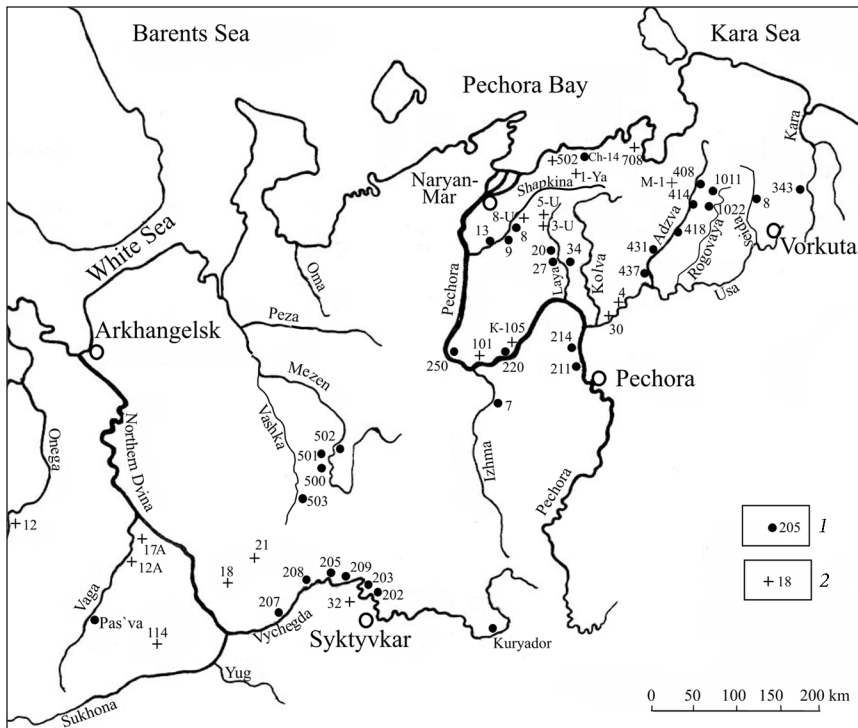 Barents Sea
Kara Sea
Pechora Bay
Kara
502
Ch-14
708
1-Ya
Naryan-
Mar
Shapkina
M-1
408
1011
343
414
1022
8
5-U
8-U
3-U
13
9
8
Adzva
418
Rogovaya
Seida
Vorkuta
White Sea
Oma
20
27
34
Laya
Kolva
431
437
Usa
Pechora
4
30
Peza
Arkhangelsk
K-105
101
250
220
214
211
Pechora
Mezen
Vashka
7
Onega
Northern Dvina
502
501
500
503
Izhma
Pechora
12
17A
12A
21
18
205
1
18
2
Vaga
208
205
209
203
202
207
32
Pas`va
114
Vychegda
Syktyvkar
Kuryador
Yug
Sukhona
0 50 100 150 200 km